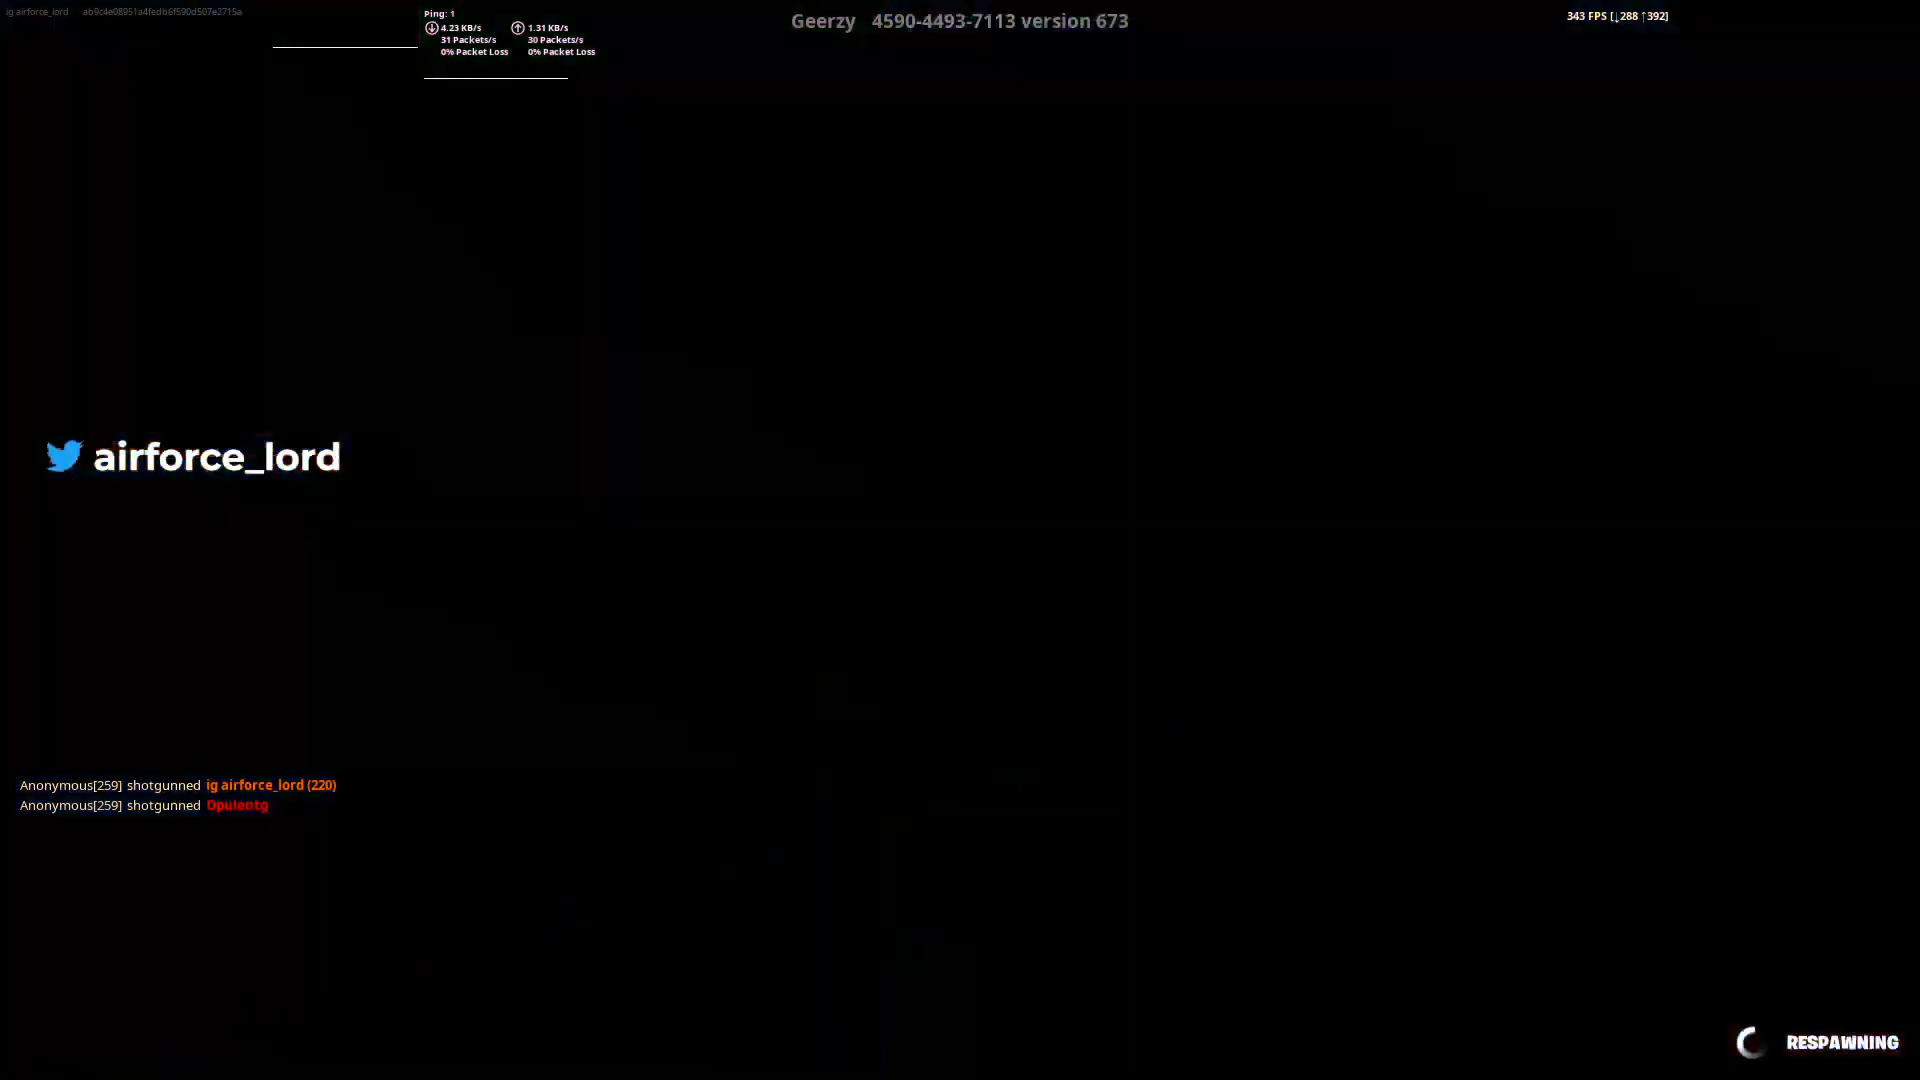 ig airforce_lord ab9c4e08951a4fedb6f590d507e2715a
Ping: 1
4.23 KB/s 1.31 KB/s
31 Packets/s 30 Packets/s
0% Packet Loss 0% Packet Loss
Geerzy 4590-4493-7113 version 673
343 FPS [↓288 ↑392]
airforce_lord
Anonymous[259] shotgunned ig airforce_lord (220)
Anonymous[259] shotgunned Opulentg
RESPAWNING